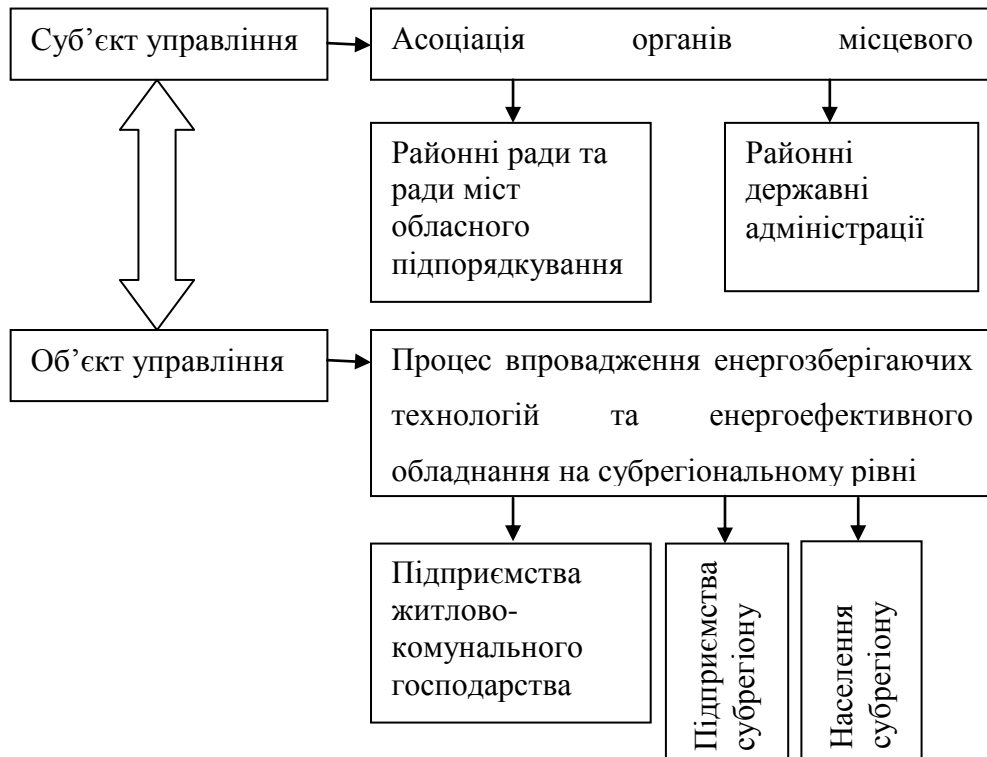 Суб’єкт управління
Асоціація органів місцевого
Районні ради та
ради міст
обласного
підпорядкування
Районні
державні
адміністрації
Об’єкт управління
Процес впровадження енергозберігаючих
технологій та енергоефективного
обладнання на субрегіональному рівні
Підприємства
житлово-
комунального
господарства
Підприємства
субрегіону
Населення
субрегіону